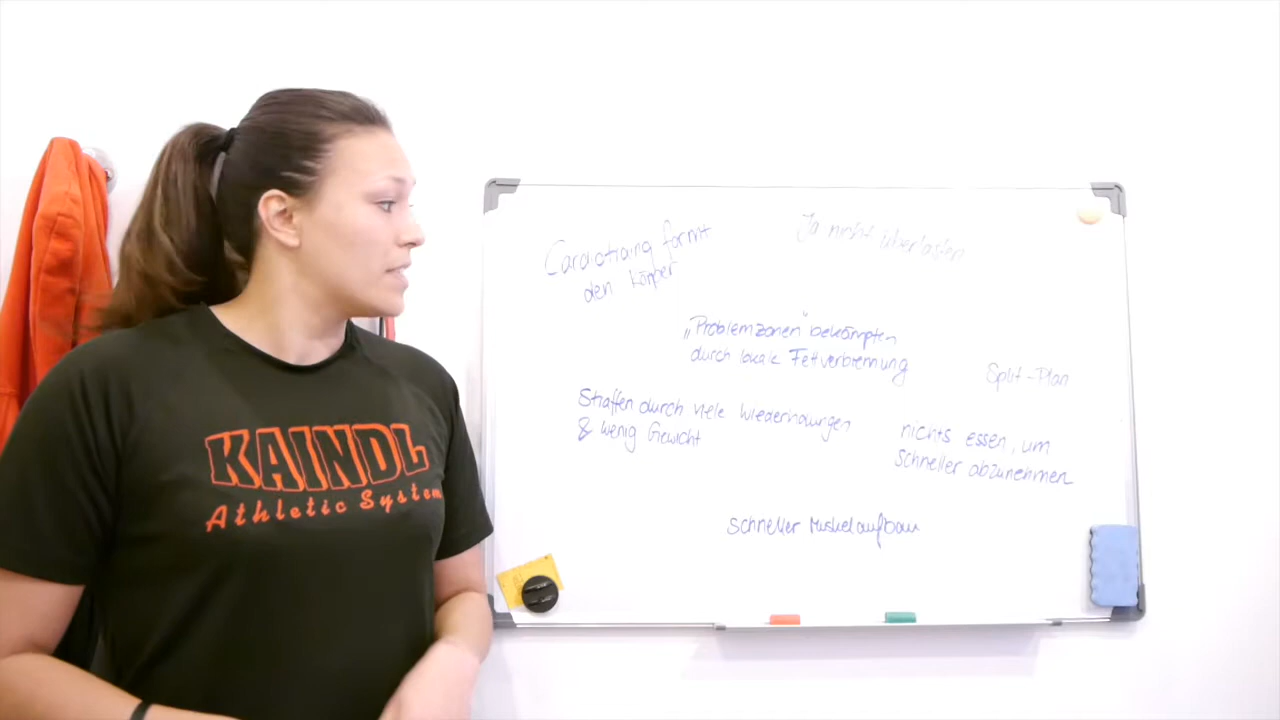 KAINDL
Athletic System
Cardiotraing formt
den Körper
Ja nicht überlasten
„Problemzonen“ bekämpfen
durch lokale Fettverbrennung
Split-Plan
Straffen durch viele Wiederholungen
& wenig Gewicht
nichts essen, um
schneller abzunehmen
schneller Muskelaufbau